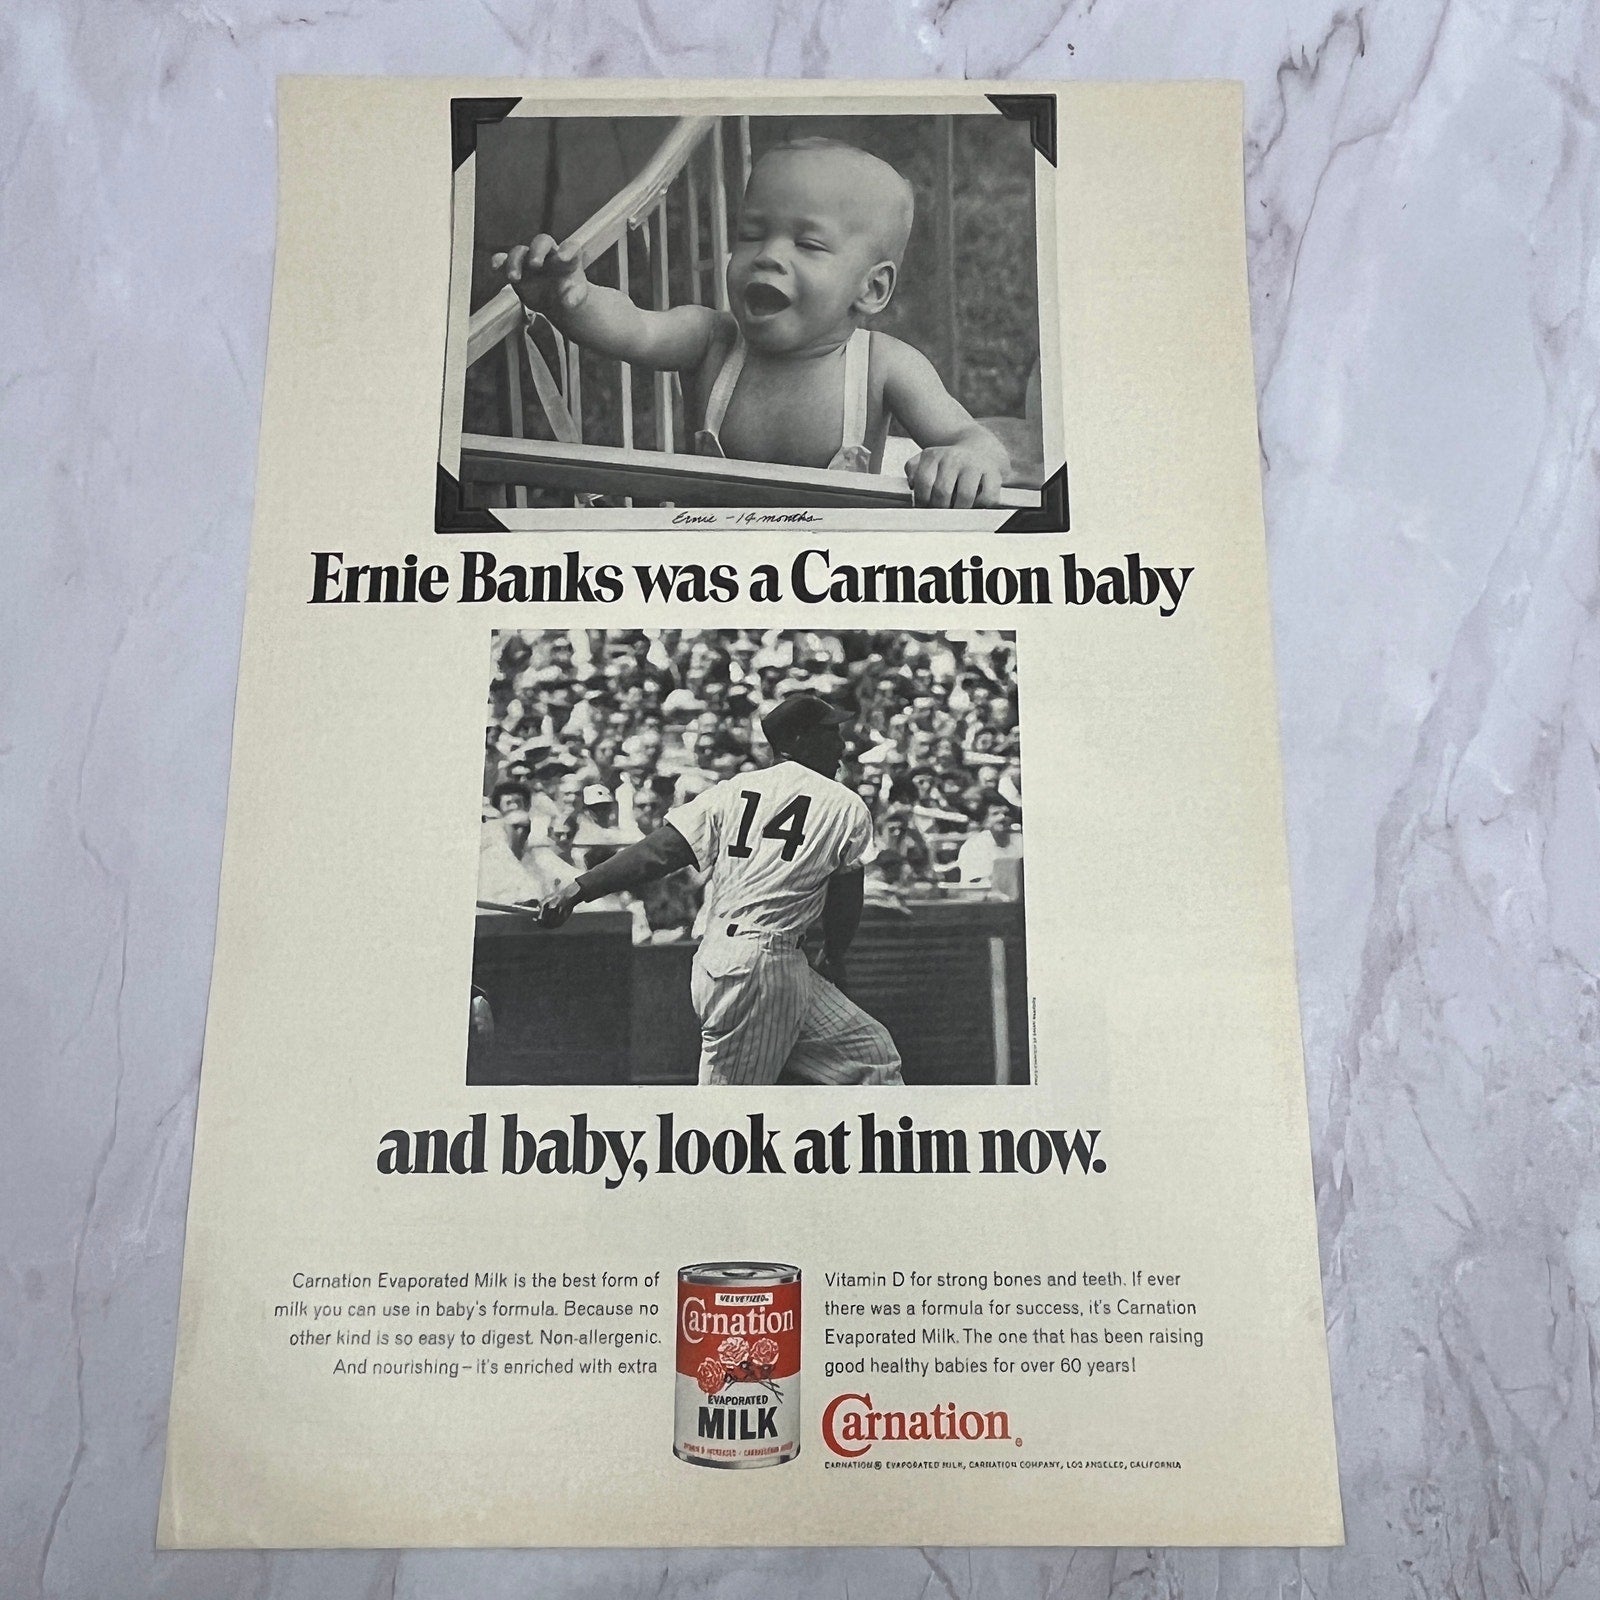 Ernie - 14 months
Ernie Banks was a Carnation baby
14
and baby, look at him now.
Carnation Evaporated Milk is the best form of
milk you can use in baby's formula. Because no
other kind is so easy to digest. Non-allergenic.
And nourishing – it's enriched with extra
VELVETIZED
Carnation
EVAPORATED
MILK
Vitamin D for strong bones and teeth. If ever
there was a formula for success, it's Carnation
Evaporated Milk. The one that has been raising
good healthy babies for over 60 years!
Carnation®
CARNATION® EVAPORATED MILK, CARNATION COMPANY, LOS ANGELES, CALIFORNIA